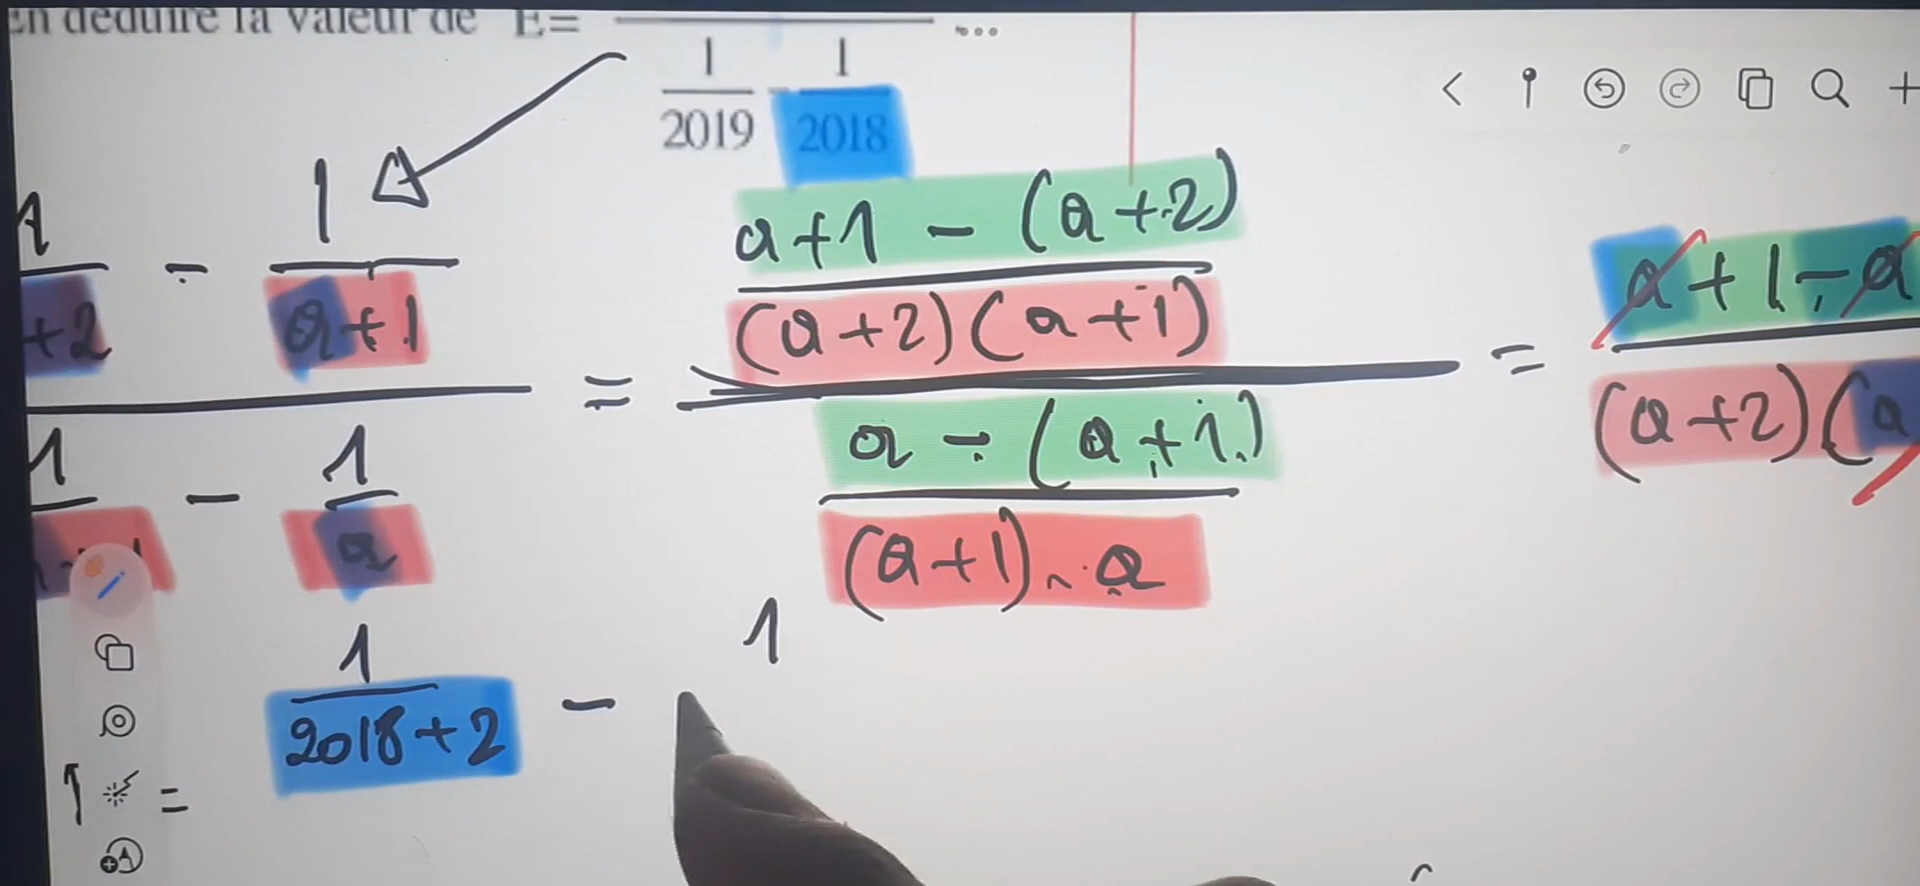 En déduire la valeur de E= ...
1 1
2019 - 2018
1 - 1 a+1 - (a+2) a+1-a
+2 a+1 = (a+2)(a+1) = (a+2)(a
1 - 1 a - (a+1)
a (a+1). a
1 1
2018+2 -
=